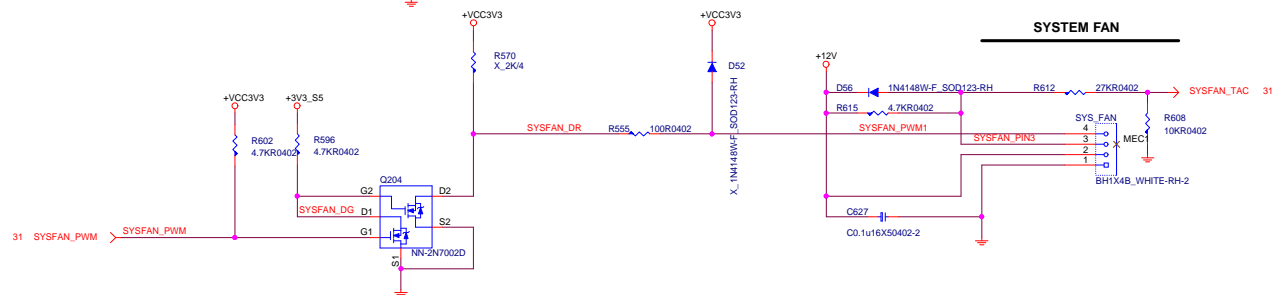 +VCC3V3
+VCC3V3
SYSTEM FAN
R570
X_2K/4
D52
X_1N4148W-F_SOD123-RH
+12V
D56
1N4148W-F_SOD123-RH
R612
27KR0402
SYSFAN_TAC 31
+VCC3V3
+3V3_S5
R615
4.7KR0402
R608
10KR0402
SYS_FAN
SYSFAN_DR
R555
100R0402
SYSFAN_PWM1
4
R602
4.7KR0402
R596
4.7KR0402
SYSFAN_PIN3
3
MEC1
2
1
BH1X4B_WHITE-RH-2
Q204
G2
D2
SYSFAN_DG
D1
S2
C627
C0.1u16X50402-2
31 SYSFAN_PWM
SYSFAN_PWM
G1
NN-2N7002D
S1